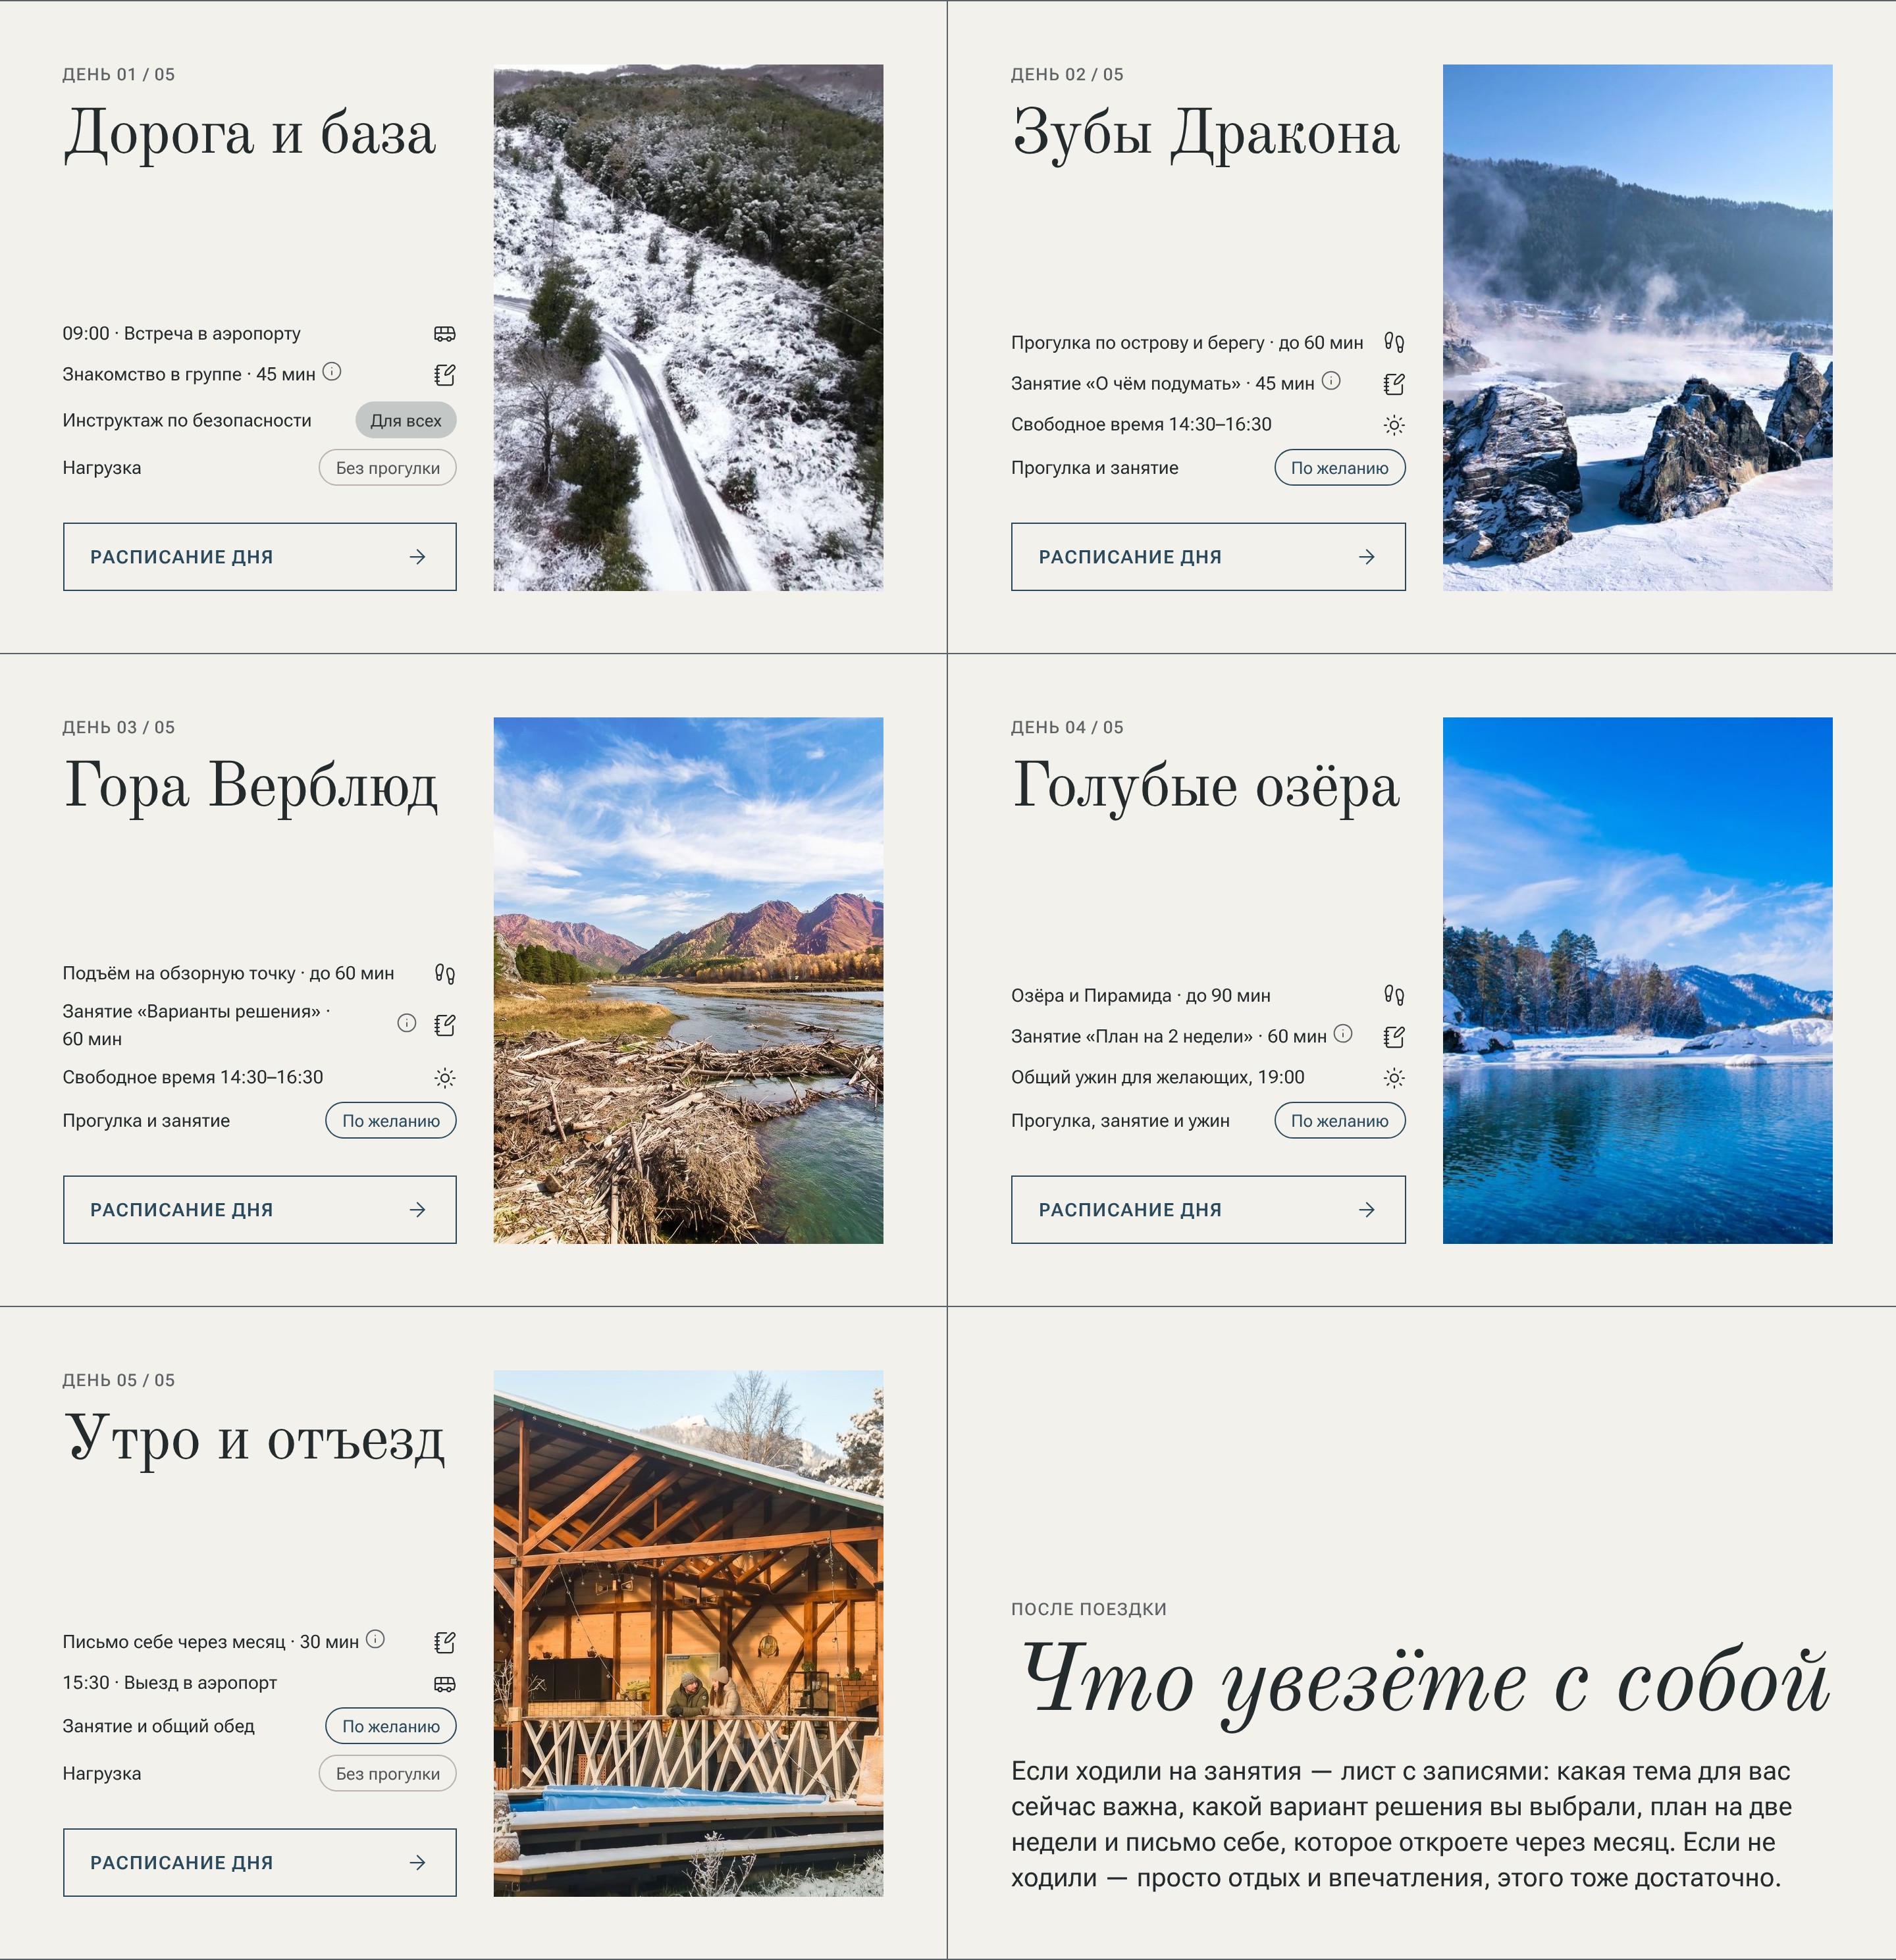 ДЕНЬ 01 / 05
Дорога и база
09:00 · Встреча в аэропорту
Знакомство в группе · 45 мин
Инструктаж по безопасности
Для всех
Нагрузка
Без прогулки
РАСПИСАНИЕ ДНЯ
ДЕНЬ 02 / 05
Зубы Дракона
Прогулка по острову и берегу · до 60 мин
Занятие «О чём подумать» · 45 мин
Свободное время 14:30–16:30
Прогулка и занятие
По желанию
РАСПИСАНИЕ ДНЯ
ДЕНЬ 03 / 05
Гора Верблюд
Подъём на обзорную точку · до 60 мин
Занятие «Варианты решения» ·
60 мин
Свободное время 14:30–16:30
Прогулка и занятие
По желанию
РАСПИСАНИЕ ДНЯ
ДЕНЬ 04 / 05
Голубые озёра
Озёра и Пирамида · до 90 мин
Занятие «План на 2 недели» · 60 мин
Общий ужин для желающих, 19:00
Прогулка, занятие и ужин
По желанию
РАСПИСАНИЕ ДНЯ
ДЕНЬ 05 / 05
Утро и отъезд
Письмо себе через месяц · 30 мин
15:30 · Выезд в аэропорт
Занятие и общий обед
По желанию
Нагрузка
Без прогулки
РАСПИСАНИЕ ДНЯ
ПОСЛЕ ПОЕЗДКИ
Что увезёте с собой
Если ходили на занятия — лист с записями: какая тема для вас
сейчас важна, какой вариант решения вы выбрали, план на две
недели и письмо себе, которое откроете через месяц. Если не
ходили — просто отдых и впечатления, этого тоже достаточно.